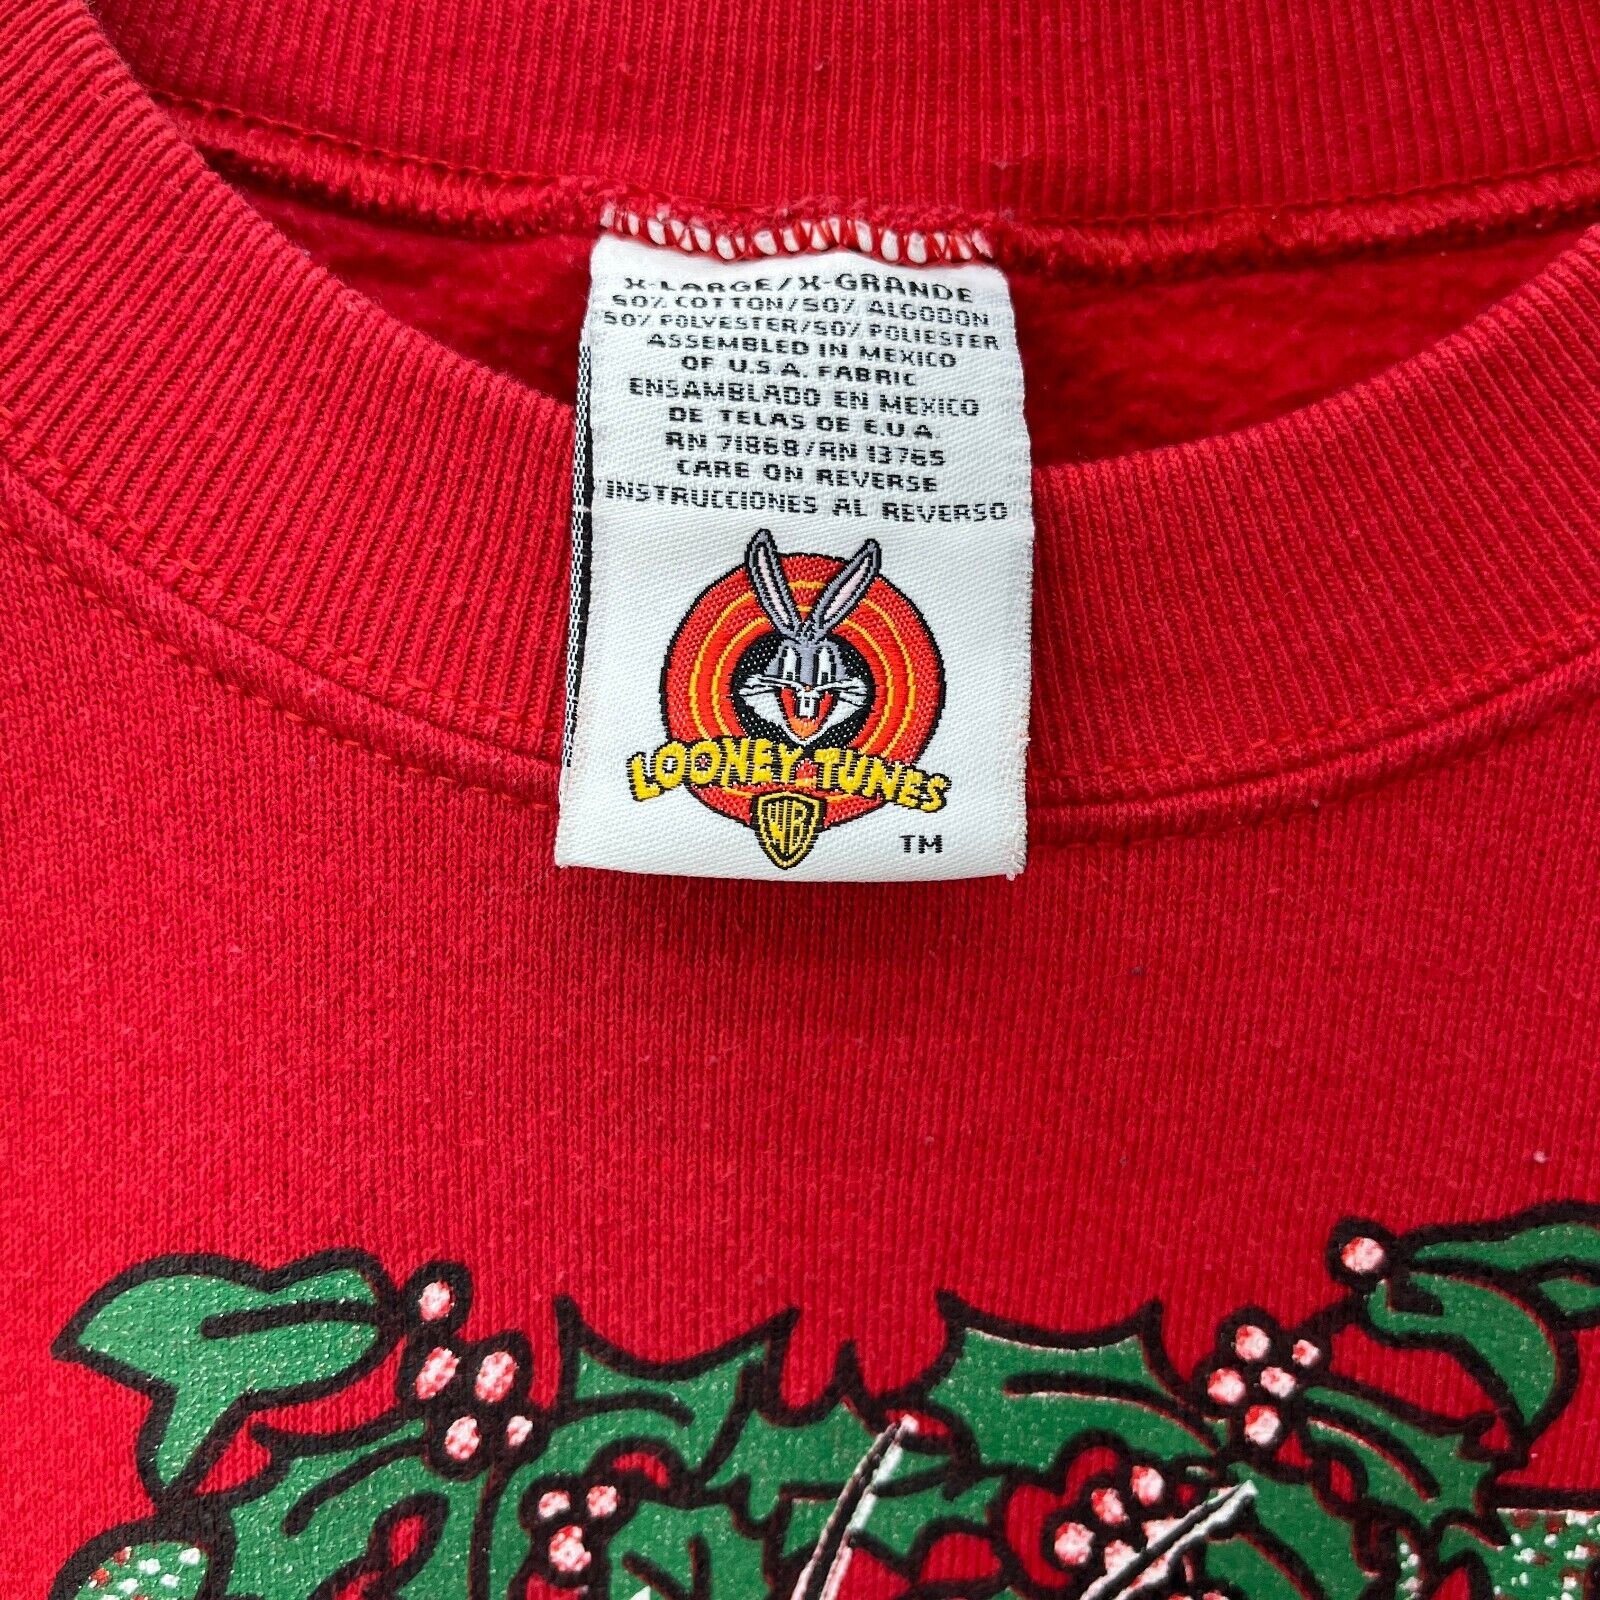 X-LARGE/X-GRANDE
50% COTTON/50% ALGODON
50% POLYESTER/50% POLIESTER
ASSEMBLED IN MEXICO
OF U.S.A. FABRIC
ENSAMBLADO EN MEXICO
DE TELAS DE E.U.A.
RN 71868/RN 13765
CARE ON REVERSE
INSTRUCCIONES AL REVERSO
LOONEY TUNES
WB
TM